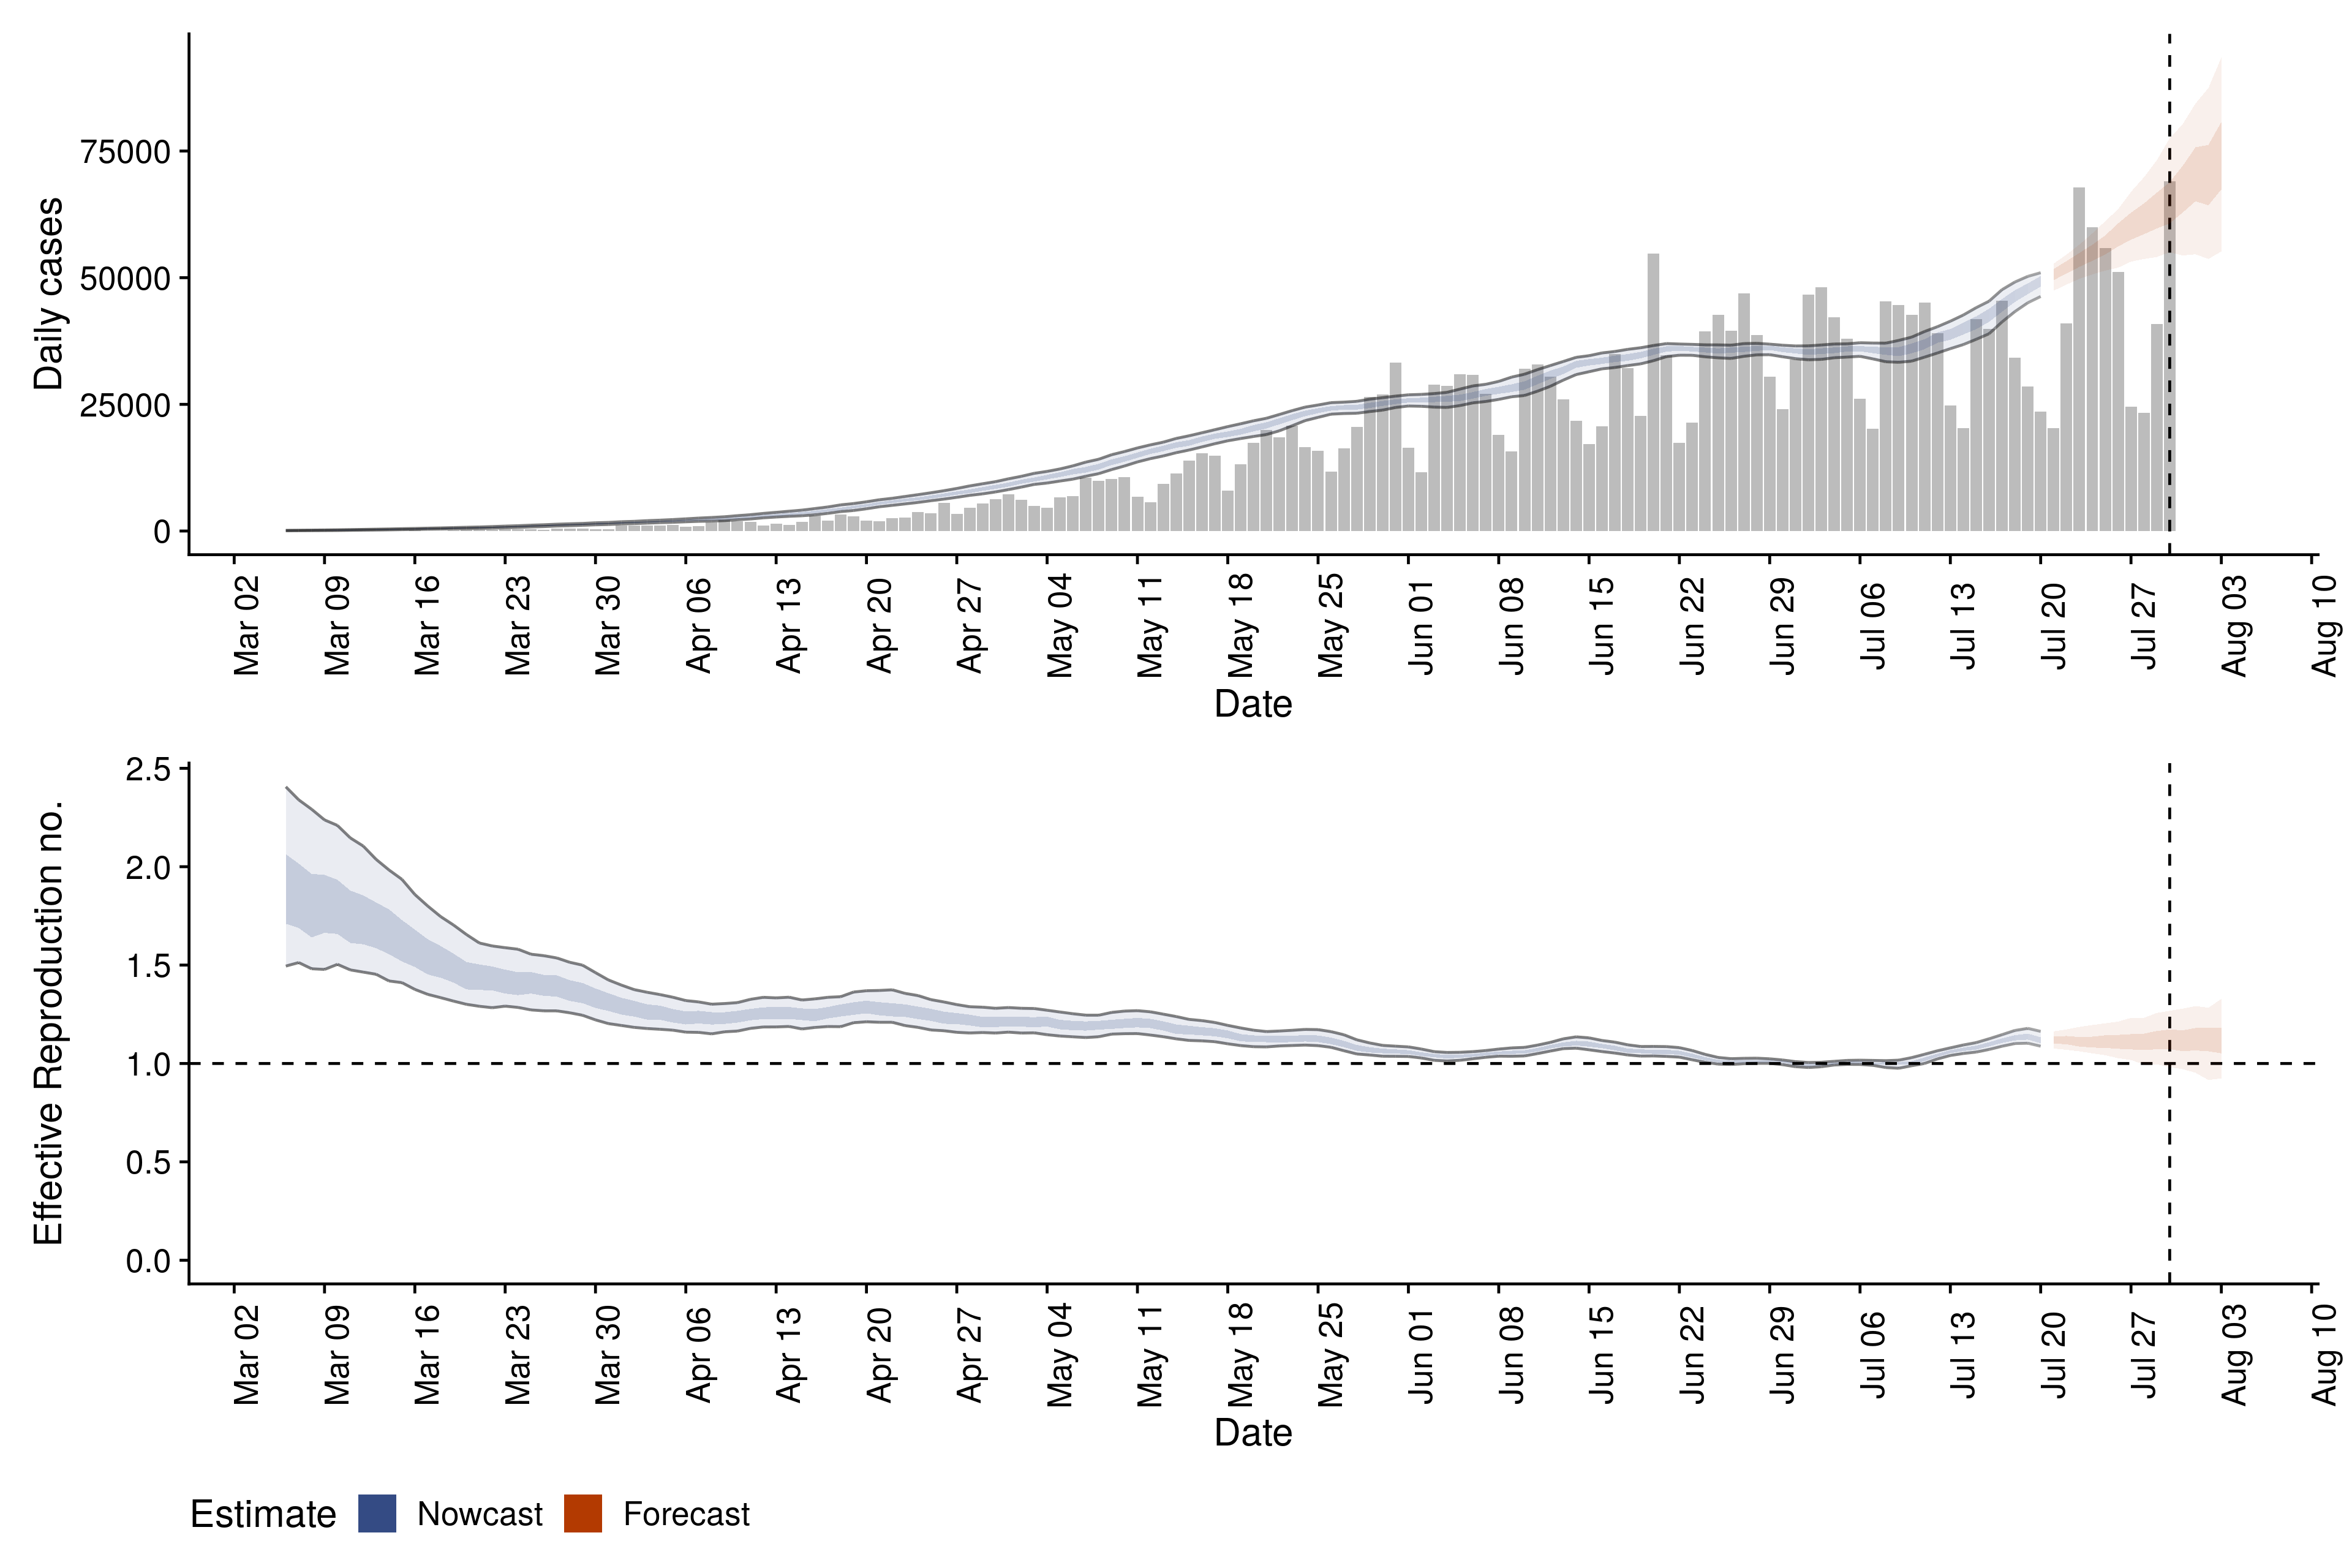 Daily cases
75000
50000
25000
0
Mar 02 Mar 09 Mar 16 Mar 23 Mar 30 Apr 06 Apr 13 Apr 20 Apr 27 May 04 May 11 May 18 May 25 Jun 01 Jun 08 Jun 15 Jun 22 Jun 29 Jul 06 Jul 13 Jul 20 Jul 27 Aug 03 Aug 10
Date
Effective Reproduction no.
2.5
2.0
1.5
1.0
0.5
0.0
Mar 02 Mar 09 Mar 16 Mar 23 Mar 30 Apr 06 Apr 13 Apr 20 Apr 27 May 04 May 11 May 18 May 25 Jun 01 Jun 08 Jun 15 Jun 22 Jun 29 Jul 06 Jul 13 Jul 20 Jul 27 Aug 03 Aug 10
Date
Estimate Nowcast Forecast